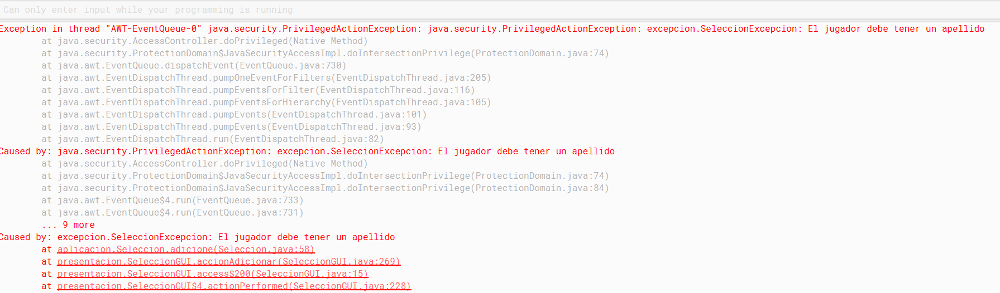 Can only enter input while your programming is running
Exception in thread "AWT-EventQueue-0" java.security.PrivilegedActionException: java.security.PrivilegedActionException: excepcion.SeleccionExcepcion: El jugador debe tener un apellido
at java.security.AccessController.doPrivileged(Native Method)
at java.security.ProtectionDomain$JavaSecurityAccessImpl.doIntersectionPrivilege(ProtectionDomain.java:74)
at java.awt.EventQueue.dispatchEvent(EventQueue.java:730)
at java.awt.EventDispatchThread.pumpOneEventForFilters(EventDispatchThread.java:205)
at java.awt.EventDispatchThread.pumpEventsForFilter(EventDispatchThread.java:116)
at java.awt.EventDispatchThread.pumpEventsForHierarchy(EventDispatchThread.java:105)
at java.awt.EventDispatchThread.pumpEvents(EventDispatchThread.java:101)
at java.awt.EventDispatchThread.pumpEvents(EventDispatchThread.java:93)
at java.awt.EventDispatchThread.run(EventDispatchThread.java:82)
Caused by: java.security.PrivilegedActionException: excepcion.SeleccionExcepcion: El jugador debe tener un apellido
at java.security.AccessController.doPrivileged(Native Method)
at java.security.ProtectionDomain$JavaSecurityAccessImpl.doIntersectionPrivilege(ProtectionDomain.java:74)
at java.security.ProtectionDomain$JavaSecurityAccessImpl.doIntersectionPrivilege(ProtectionDomain.java:84)
at java.awt.EventQueue$4.run(EventQueue.java:733)
at java.awt.EventQueue$4.run(EventQueue.java:731)
... 9 more
Caused by: excepcion.SeleccionExcepcion: El jugador debe tener un apellido
at aplicacion.Seleccion.adicione(Seleccion.java:58)
at presentacion.SeleccionGUI.accionAdicionar(SeleccionGUI.java:269)
at presentacion.SeleccionGUI.access$200(SeleccionGUI.java:15)
at presentacion.SeleccionGUI$4.actionPerformed(SeleccionGUI.java:228)